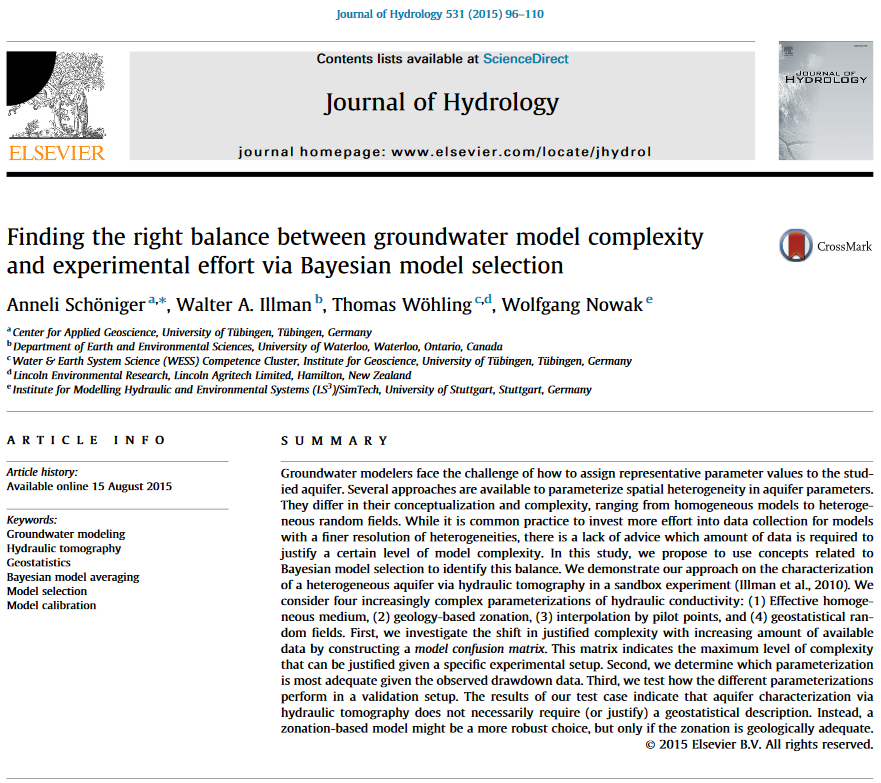 Journal of Hydrology 531 (2015) 96–110
Contents lists available at ScienceDirect
Journal of Hydrology
journal homepage: www.elsevier.com/locate/jhydrol
ELSEVIER
JOURNAL OF
HYDROLOGY
Finding the right balance between groundwater model complexity
and experimental effort via Bayesian model selection
CrossMark
Anneli Schöniger a,*, Walter A. Illman b, Thomas Wöhling c,d, Wolfgang Nowak e
a Center for Applied Geoscience, University of Tübingen, Tübingen, Germany
b Department of Earth and Environmental Sciences, University of Waterloo, Waterloo, Ontario, Canada
c Water & Earth System Science (WESS) Competence Cluster, Institute for Geoscience, University of Tübingen, Tübingen, Germany
d Lincoln Environmental Research, Lincoln Agritech Limited, Hamilton, New Zealand
e Institute for Modelling Hydraulic and Environmental Systems (LS3)/SimTech, University of Stuttgart, Stuttgart, Germany
ARTICLE INFO
Article history:
Available online 15 August 2015
Keywords:
Groundwater modeling
Hydraulic tomography
Geostatistics
Bayesian model averaging
Model selection
Model calibration
SUMMARY
Groundwater modelers face the challenge of how to assign representative parameter values to the stud-
ied aquifer. Several approaches are available to parameterize spatial heterogeneity in aquifer parameters.
They differ in their conceptualization and complexity, ranging from homogeneous models to heteroge-
neous random fields. While it is common practice to invest more effort into data collection for models
with a finer resolution of heterogeneities, there is a lack of advice which amount of data is required to
justify a certain level of model complexity. In this study, we propose to use concepts related to
Bayesian model selection to identify this balance. We demonstrate our approach on the characterization
of a heterogeneous aquifer via hydraulic tomography in a sandbox experiment (Illman et al., 2010). We
consider four increasingly complex parameterizations of hydraulic conductivity: (1) Effective homoge-
neous medium, (2) geology-based zonation, (3) interpolation by pilot points, and (4) geostatistical ran-
dom fields. First, we investigate the shift in justified complexity with increasing amount of available
data by constructing a model confusion matrix. This matrix indicates the maximum level of complexity
that can be justified given a specific experimental setup. Second, we determine which parameterization
is most adequate given the observed drawdown data. Third, we test how the different parameterizations
perform in a validation setup. The results of our test case indicate that aquifer characterization via
hydraulic tomography does not necessarily require (or justify) a geostatistical description. Instead, a
zonation-based model might be a more robust choice, but only if the zonation is geologically adequate.
© 2015 Elsevier B.V. All rights reserved.